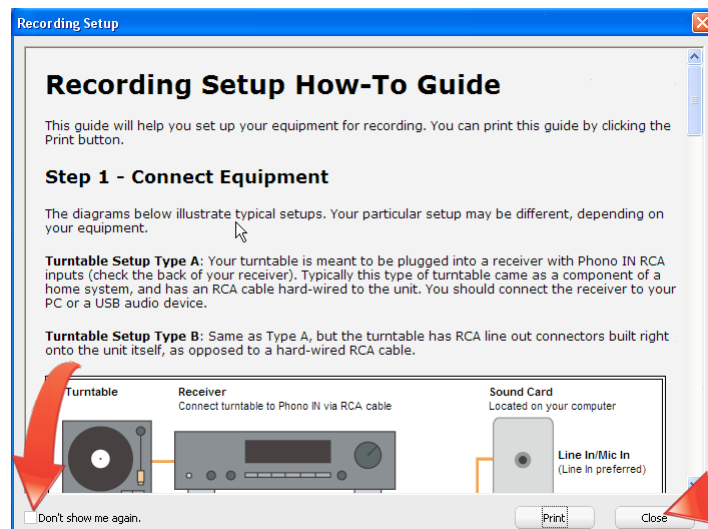 Recording Setup
Recording Setup How-To Guide
This guide will help you set up your equipment for recording. You can print this guide by clicking the
Print button.
Step 1 - Connect Equipment
The diagrams below illustrate typical setups. Your particular setup may be different, depending on
your equipment.
Turntable Setup Type A: Your turntable is meant to be plugged into a receiver with Phono IN RCA
inputs (check the back of your receiver). Typically this type of turntable came as a component of a
home system, and has an RCA cable hard-wired to the unit. You should connect the receiver to your
PC or a USB audio device.
Turntable Setup Type B: Same as Type A, but the turntable has RCA line out connectors built right
onto the unit itself, as opposed to a hard-wired RCA cable.
Turntable
Receiver
Connect turntable to Phono IN via RCA cable
Sound Card
Located on your computer
Line In/Mic In
(Line In preferred)
Don't show me again.
Print
Close